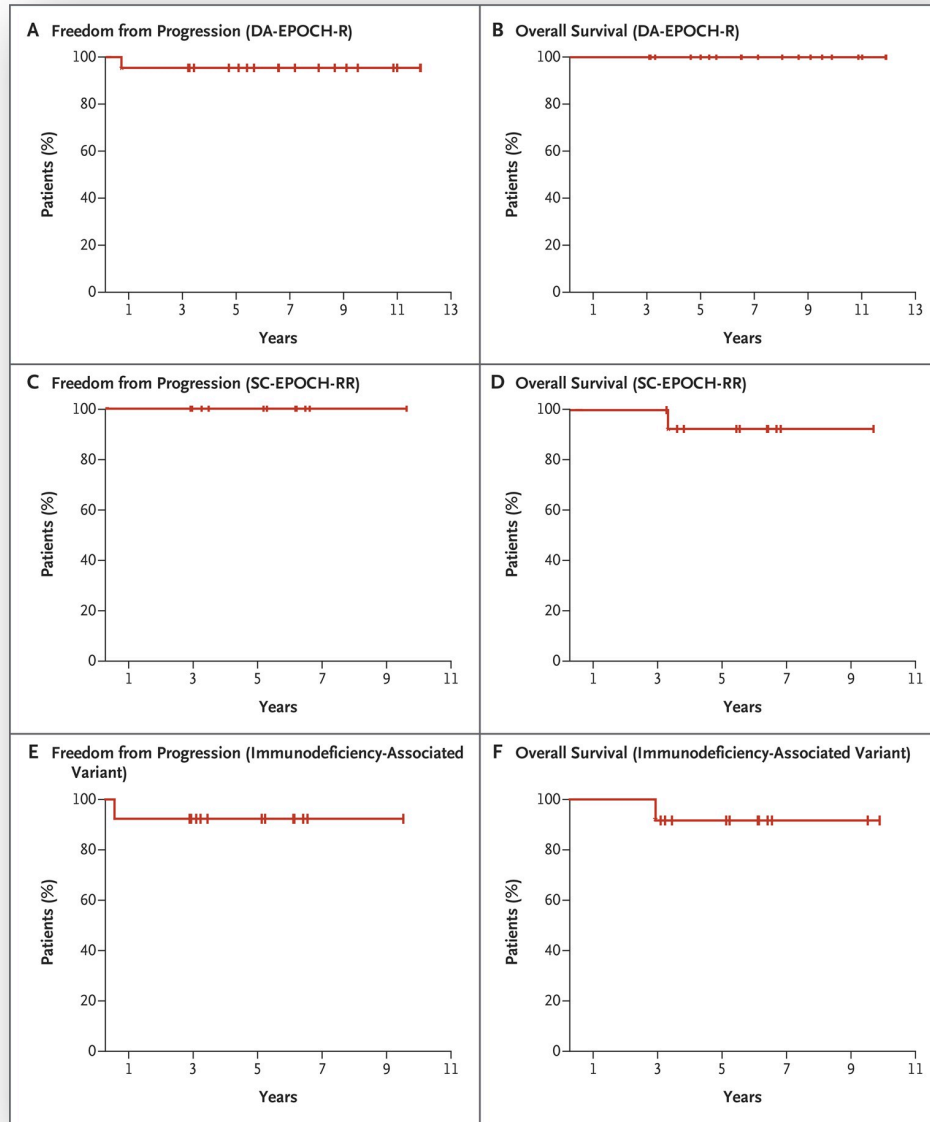 A Freedom from Progression (DA-EPOCH-R)
100
80
60
40
20
0
Patients (%)
1 3 5 7 9 11 13
Years
B Overall Survival (DA-EPOCH-R)
100
80
60
40
20
0
Patients (%)
1 3 5 7 9 11 13
Years
C Freedom from Progression (SC-EPOCH-RR)
100
80
60
40
20
0
Patients (%)
1 3 5 7 9 11
Years
D Overall Survival (SC-EPOCH-RR)
100
80
60
40
20
0
Patients (%)
1 3 5 7 9 11
Years
E Freedom from Progression (Immunodeficiency-Associated
Variant)
100
80
60
40
20
0
Patients (%)
1 3 5 7 9 11
Years
F Overall Survival (Immunodeficiency-Associated Variant)
100
80
60
40
20
0
Patients (%)
1 3 5 7 9 11
Years